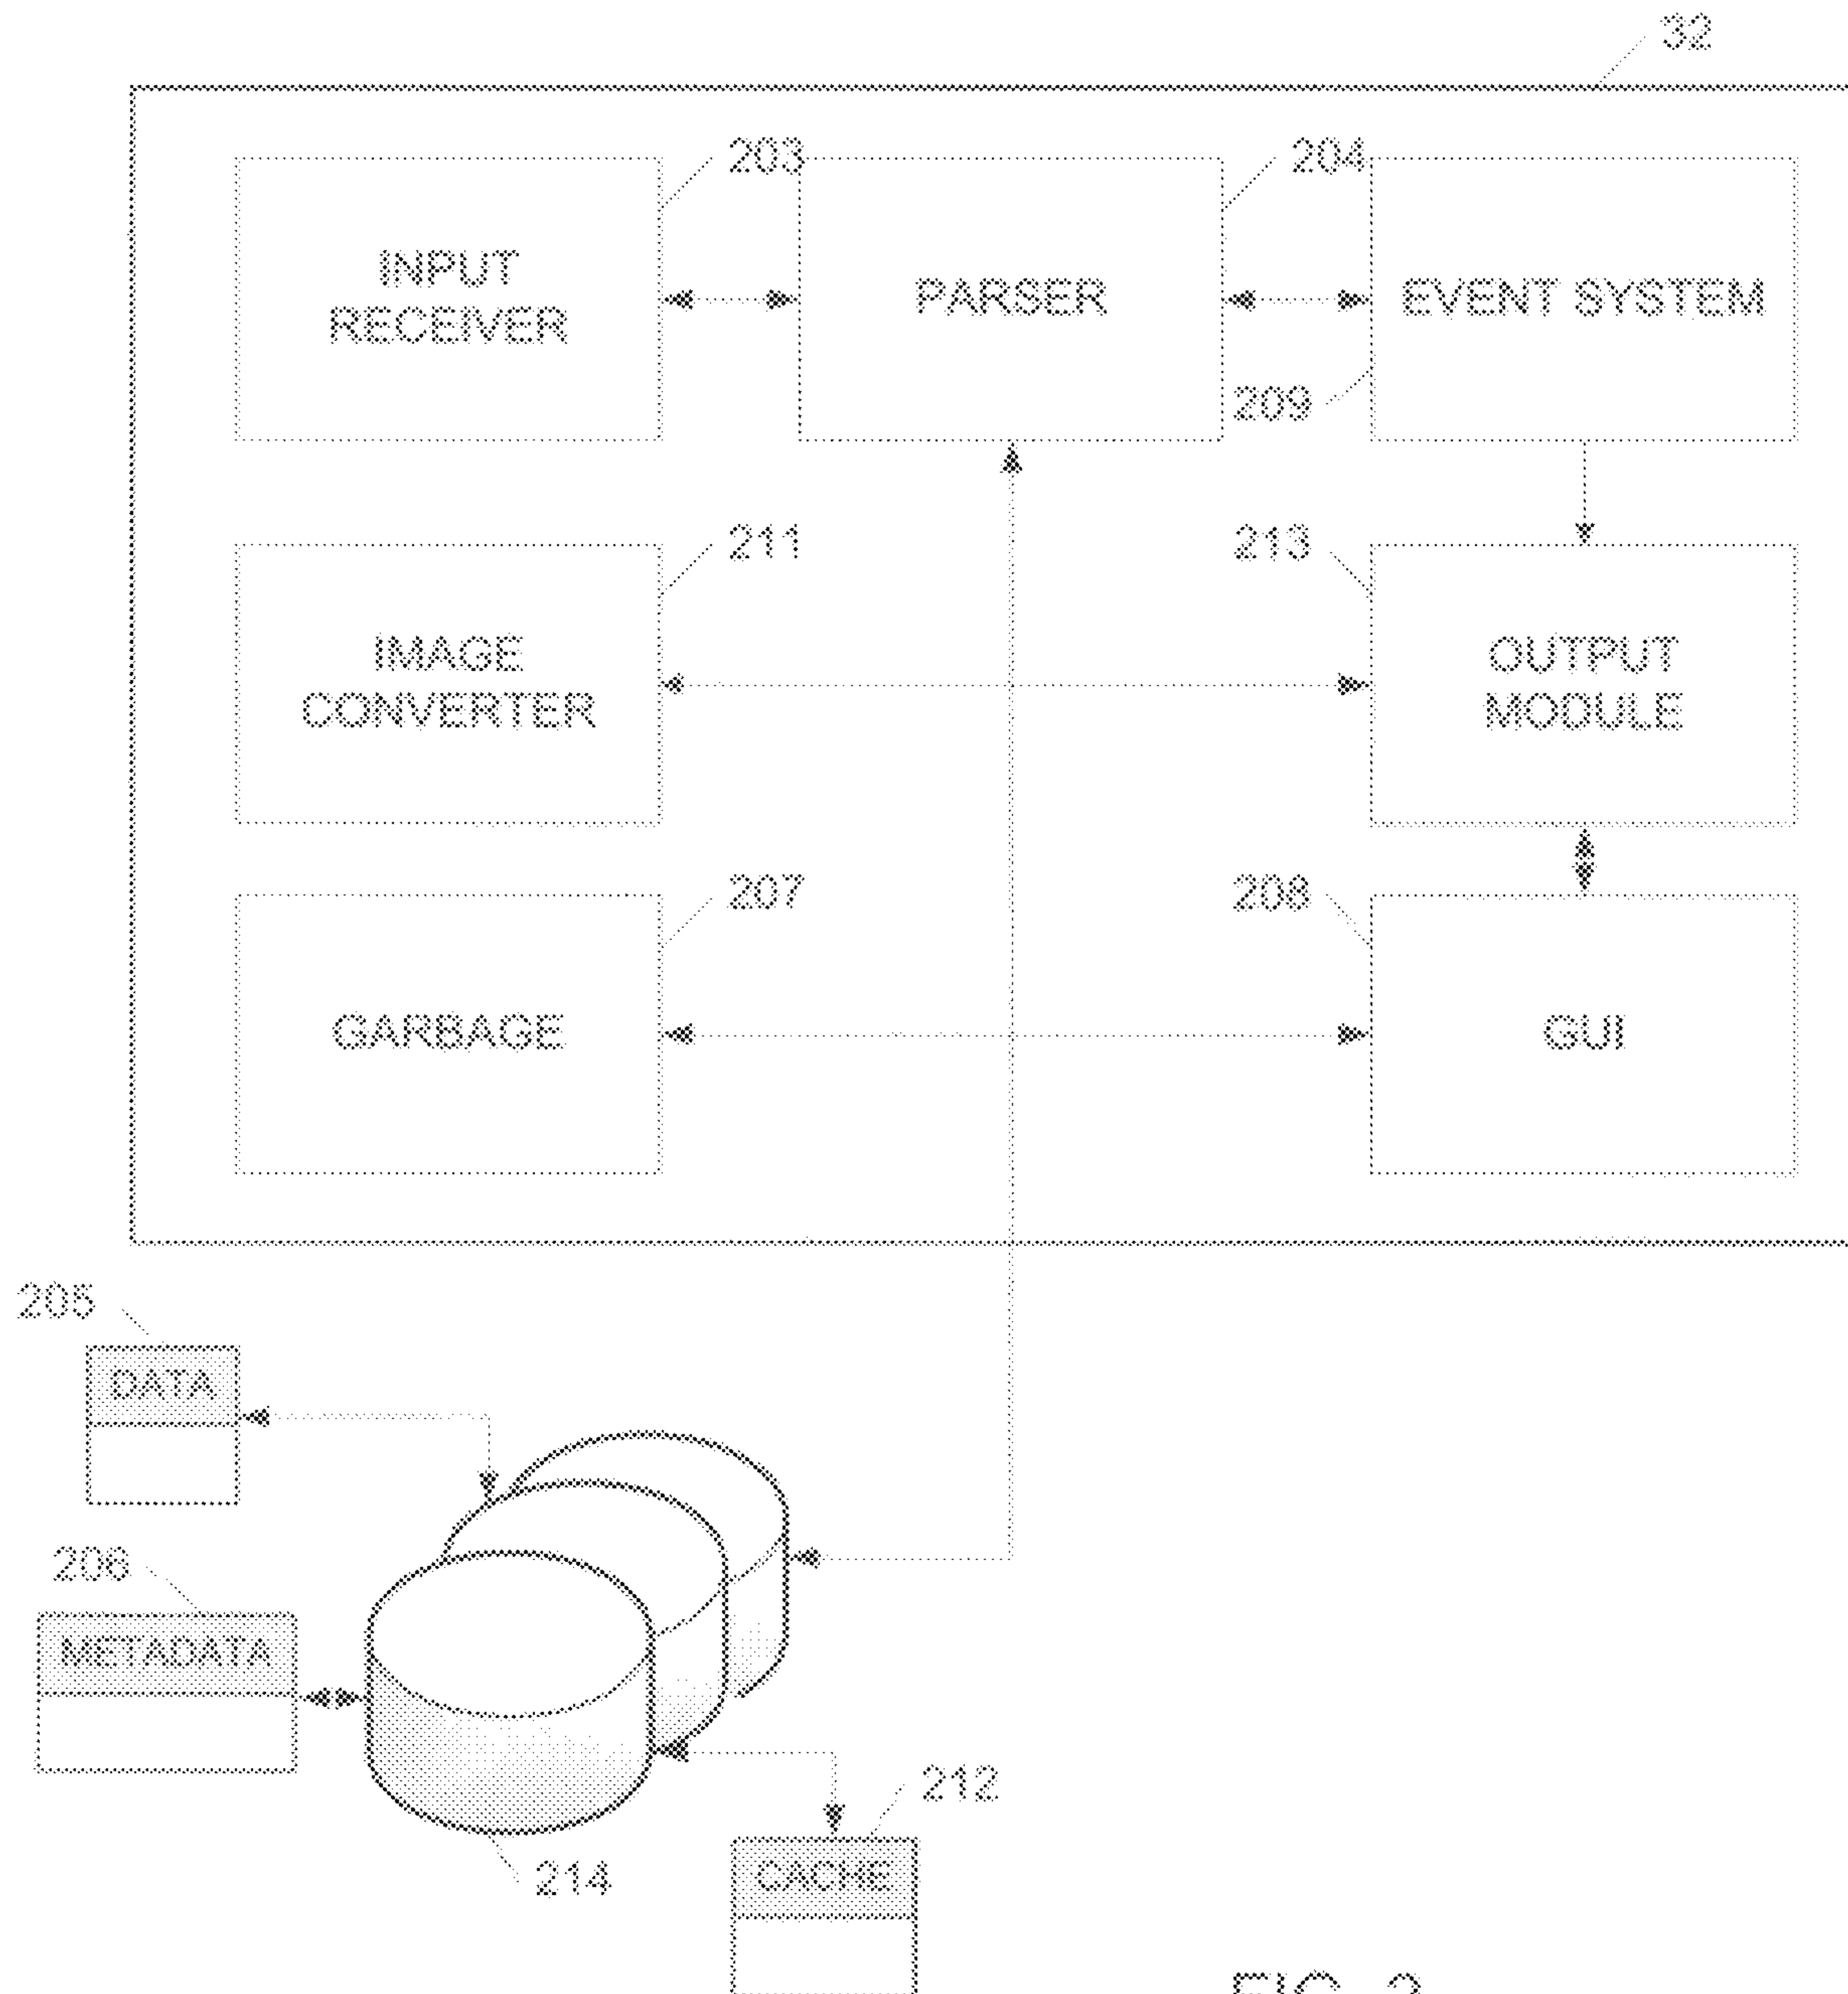 32
203
204
INPUT
RECEIVER
PARSER
EVENT SYSTEM
209
211
213
IMAGE
CONVERTER
OUTPUT
MODULE
207
208
GARBAGE
GUI
205
DATA
206
METADATA
212
214
CACHE
FIG.